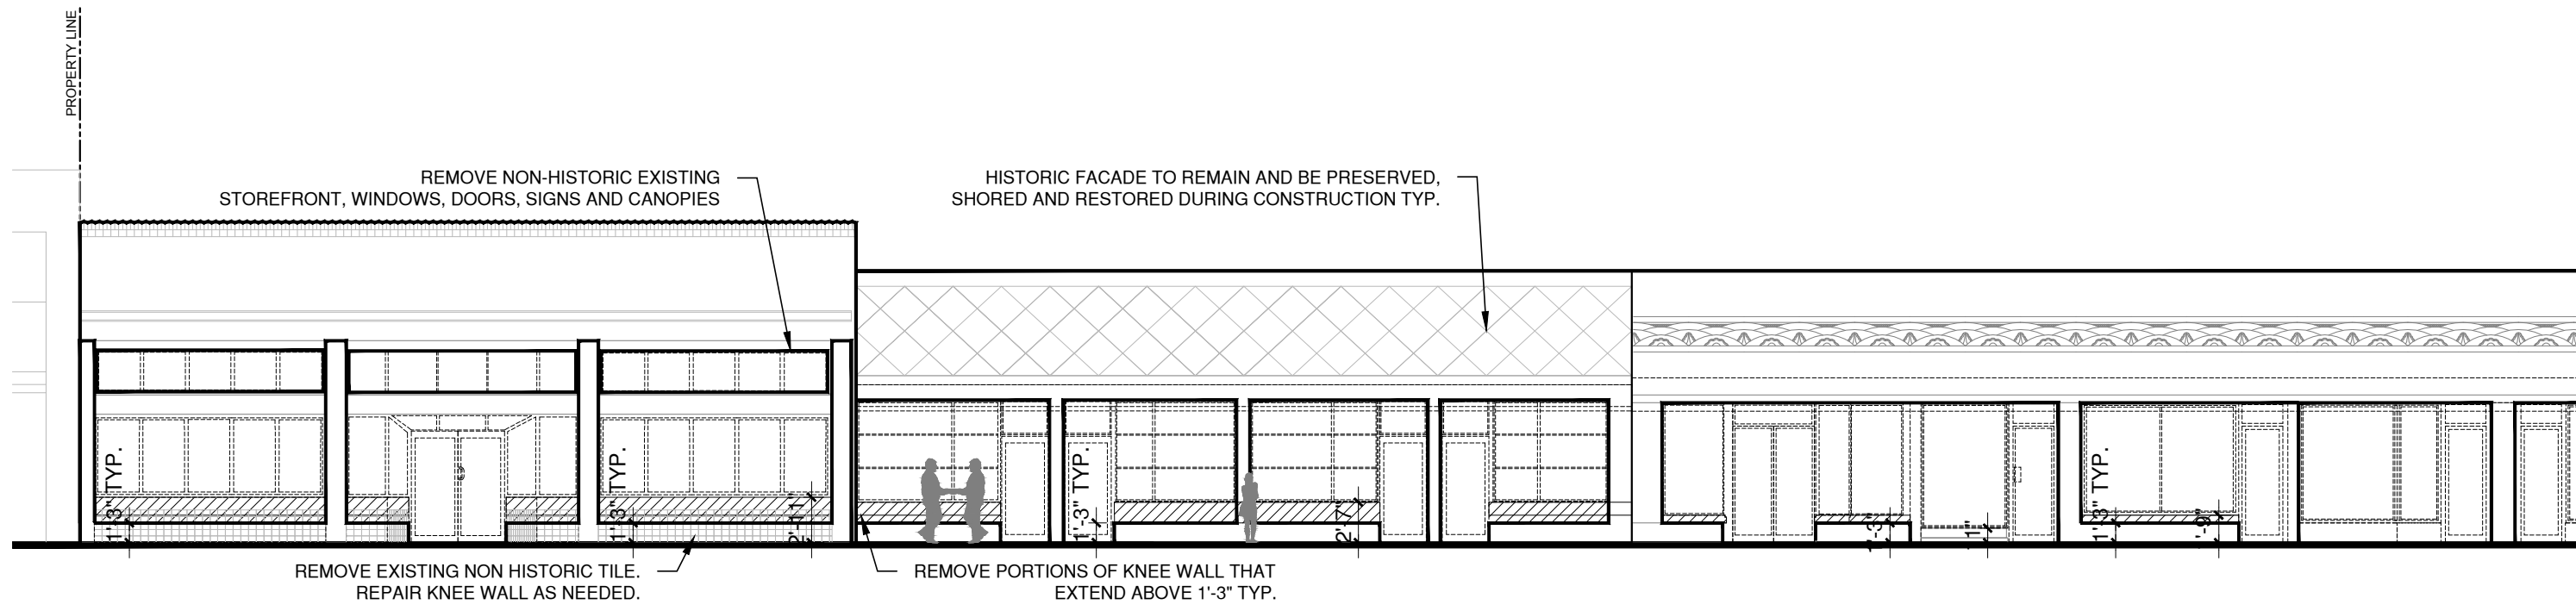 PROPERTY LINE
REMOVE NON-HISTORIC EXISTING
STOREFRONT, WINDOWS, DOORS, SIGNS AND CANOPIES
HISTORIC FACADE TO REMAIN AND BE PRESERVED,
SHORED AND RESTORED DURING CONSTRUCTION TYP.
1'-3" TYP.
1'-3" TYP.
2'-11"
1'-3" TYP.
2'-7"
1'-3" TYP.
REMOVE EXISTING NON HISTORIC TILE.
REPAIR KNEE WALL AS NEEDED.
REMOVE PORTIONS OF KNEE WALL THAT
EXTEND ABOVE 1'-3" TYP.